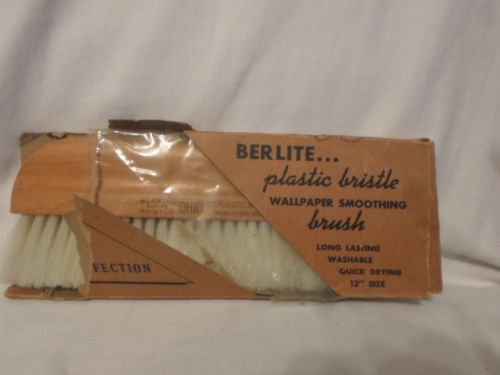 BERLITE...
plastic bristle
WALLPAPER SMOOTHING
brush
LONG LASTING
WASHABLE
QUICK DRYING
12" SIZE
OHIO
FECTION